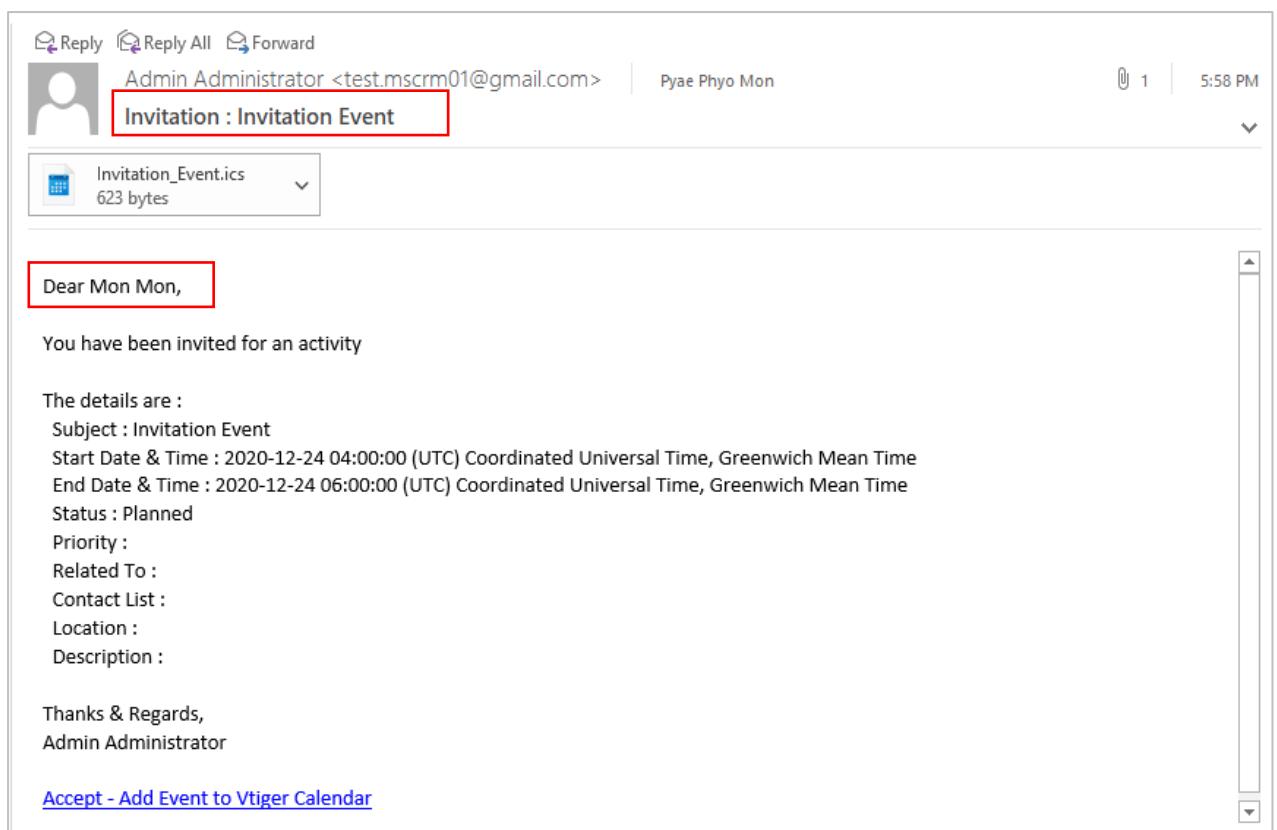 Reply Reply All Forward
Admin Administrator <test.mscrm01@gmail.com> Pyae Phyo Mon 1 5:58 PM
Invitation : Invitation Event
Invitation_Event.ics
623 bytes
Dear Mon Mon,
You have been invited for an activity
The details are :
Subject : Invitation Event
Start Date & Time : 2020-12-24 04:00:00 (UTC) Coordinated Universal Time, Greenwich Mean Time
End Date & Time : 2020-12-24 06:00:00 (UTC) Coordinated Universal Time, Greenwich Mean Time
Status : Planned
Priority :
Related To :
Contact List :
Location :
Description :
Thanks & Regards,
Admin Administrator
Accept - Add Event to Vtiger Calendar